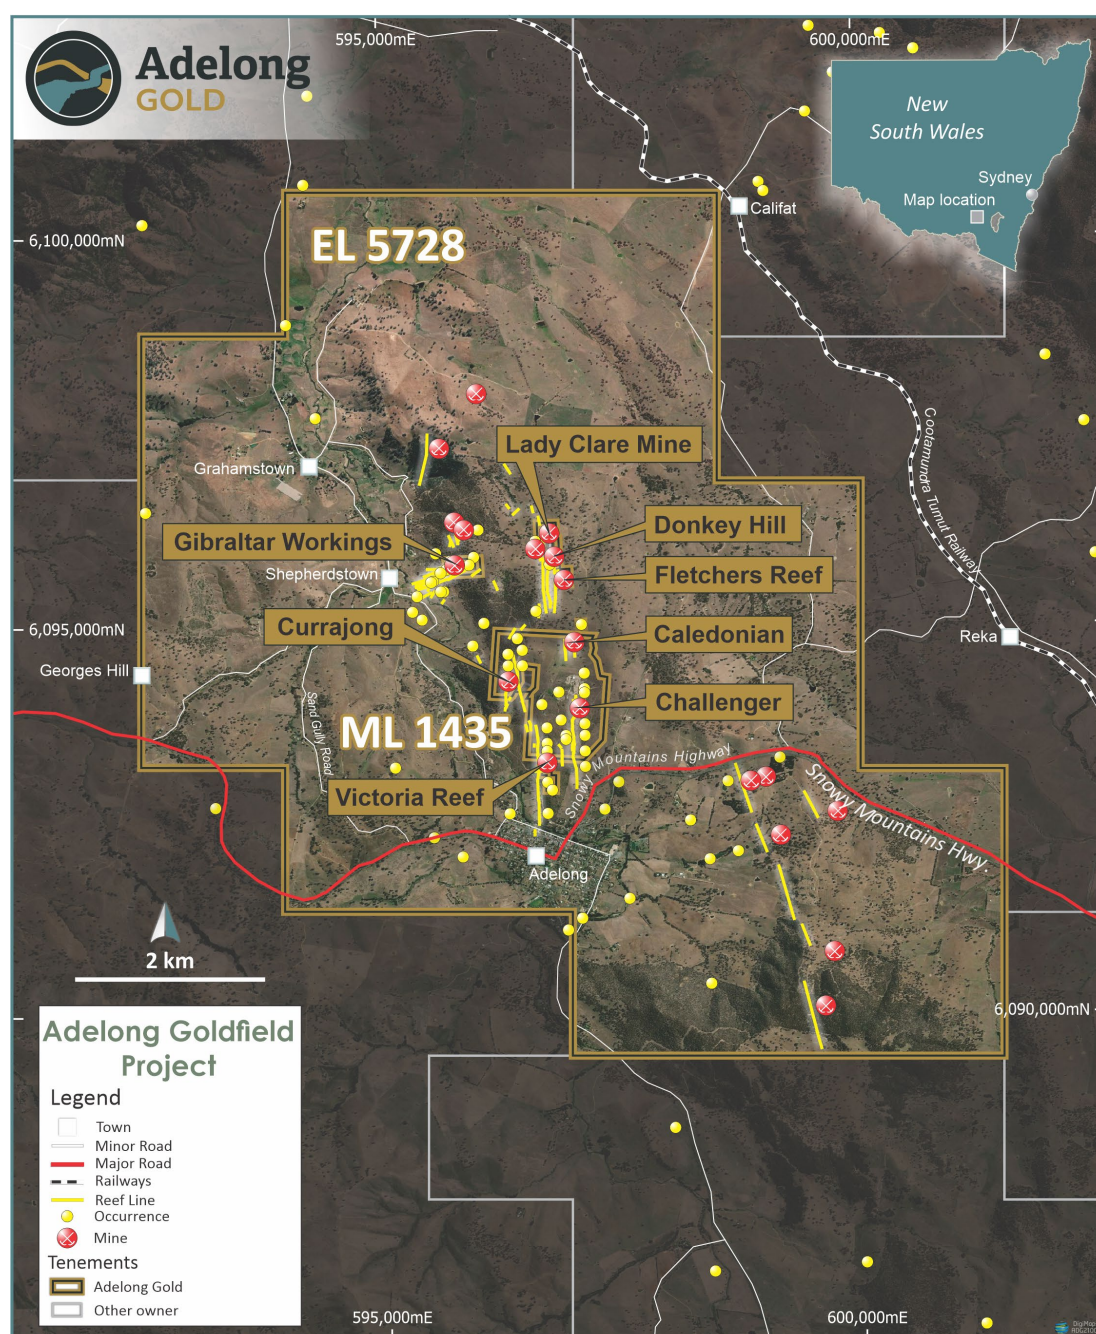 Adelong
GOLD
595,000mE
600,000mE
New
South Wales
Sydney
Map location
Califat
6,100,000mN
EL 5728
Cootamundra Tumut Railway
Lady Clare Mine
Grahamstown
Donkey Hill
Gibraltar Workings
Shepherdstown
Fletchers Reef
Currajong
Caledonian
6,095,000mN
Reka
Georges Hill
Sand Gully Road
Challenger
ML 1435
Snowy Mountains Highway
Victoria Reef
Snowy Mountains Hwy.
Adelong
2 km
6,090,000mN
Adelong Goldfield
Project
Legend
Town
Minor Road
Major Road
Railways
Reef Line
Occurrence
Mine
Tenements
Adelong Gold
Other owner
595,000mE
600,000mE
DigiMap